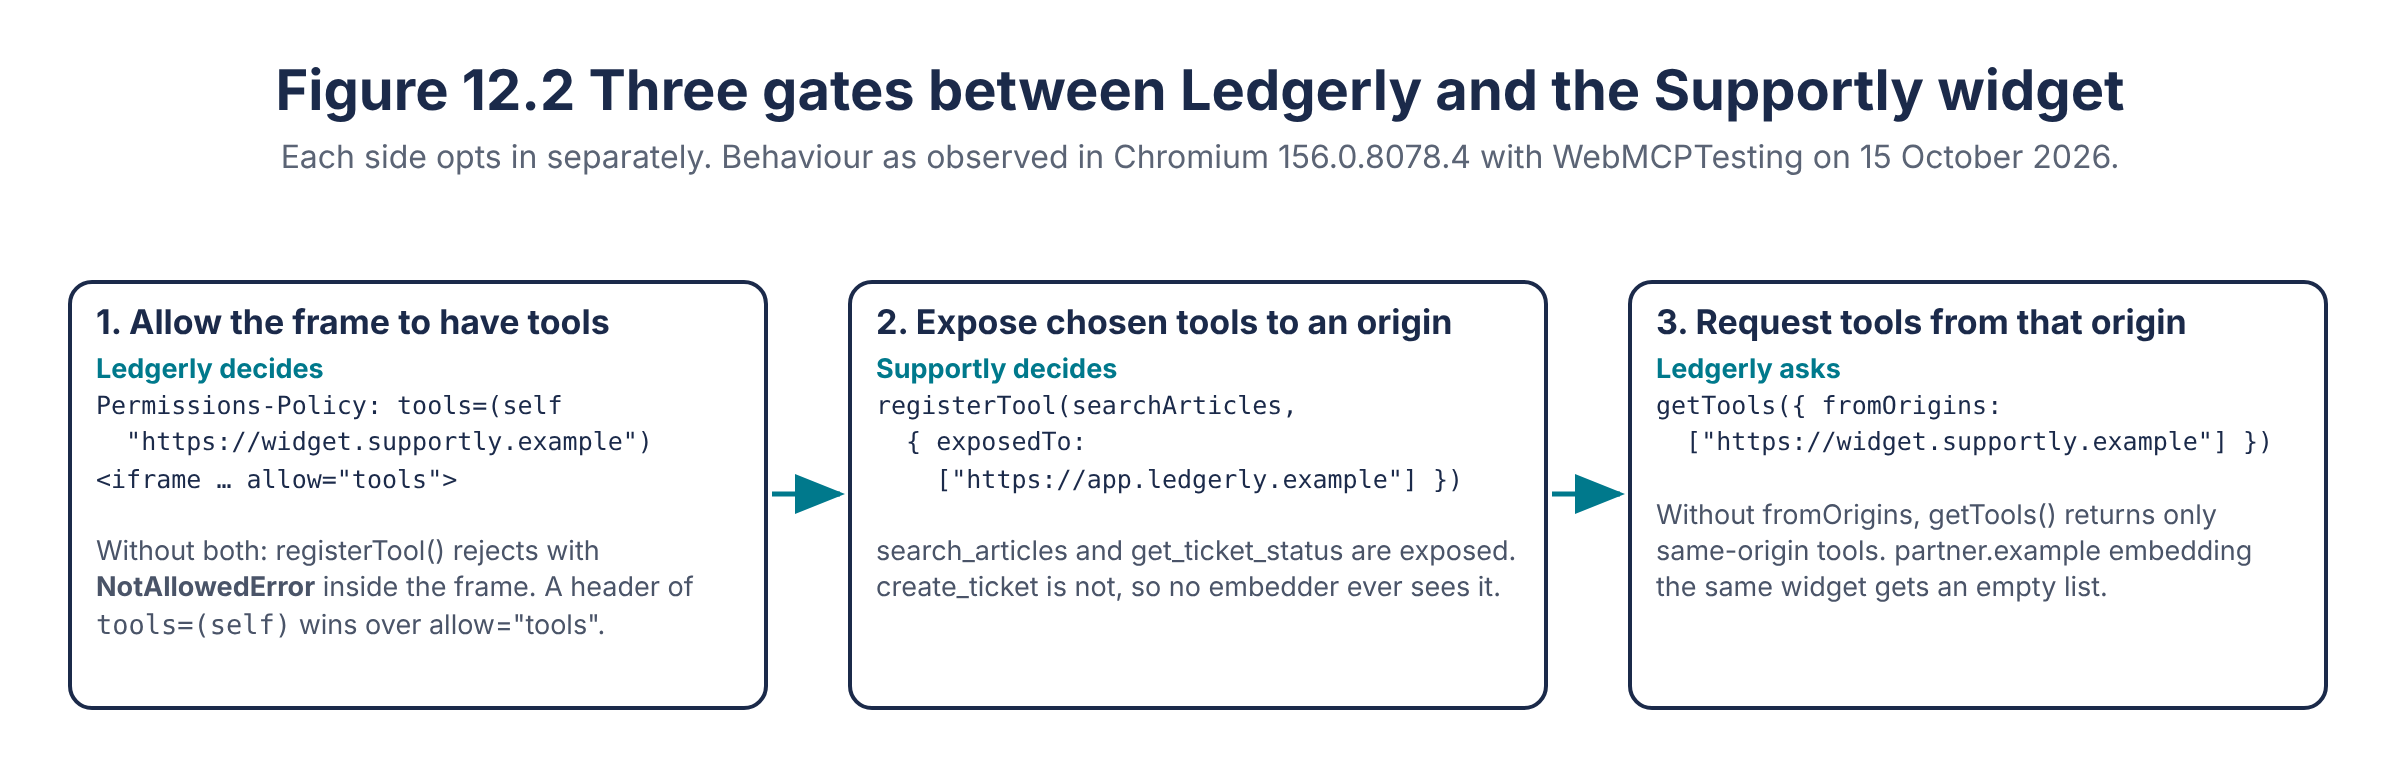 Figure 12.2 Three gates between Ledgerly and the Supportly widget
Each side opts in separately. Behaviour as observed in Chromium 156.0.8078.4 with WebMCPTesting on 15 October 2026.
1. Allow the frame to have tools
Ledgerly decides
Permissions-Policy: tools=(self
  "https://widget.supportly.example")
<iframe … allow="tools">
Without both: registerTool() rejects with
NotAllowedError inside the frame. A header of
tools=(self) wins over allow="tools".
2. Expose chosen tools to an origin
Supportly decides
registerTool(searchArticles,
  { exposedTo:
    ["https://app.ledgerly.example"] })
search_articles and get_ticket_status are exposed.
create_ticket is not, so no embedder ever sees it.
3. Request tools from that origin
Ledgerly asks
getTools({ fromOrigins:
  ["https://widget.supportly.example"] })
Without fromOrigins, getTools() returns only
same-origin tools. partner.example embedding
the same widget gets an empty list.